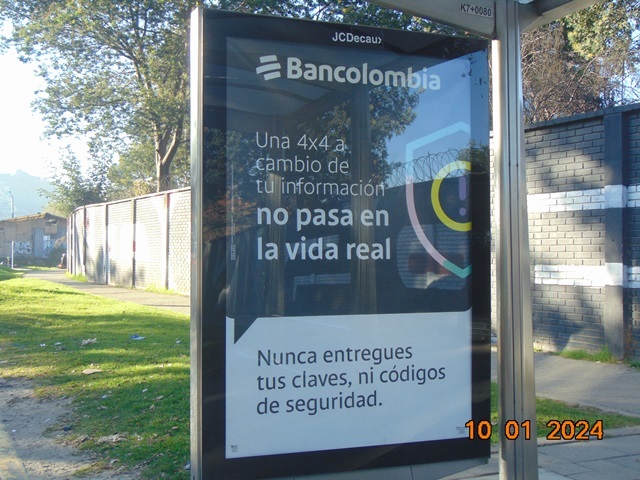 K7+0080
JCDecaux
Bancolombia
Una 4x4 a
cambio de
tu información
no pasa en
la vida real
Nunca entregues
tus claves, ni códigos
de seguridad.
10 01 2024